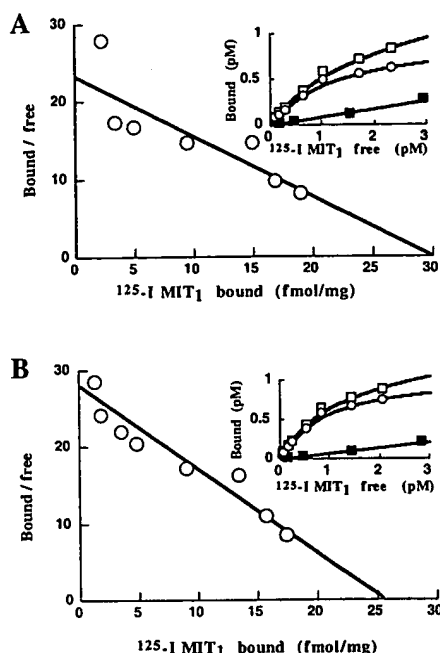 A
30
20
10
0
Bound / free
0 5 10 15 20 25 30
125-I MIT1 bound (fmol/mg)
1
0.5
0
Bound (pM)
0 1 2 3
125-I MIT1 free (pM)
B
30
20
10
0
Bound / free
0 5 10 15 20 25 30
125-I MIT1 bound (fmol/mg)
1
0.5
0
Bound (pM)
0 1 2 3
125-I MIT1 free (pM)